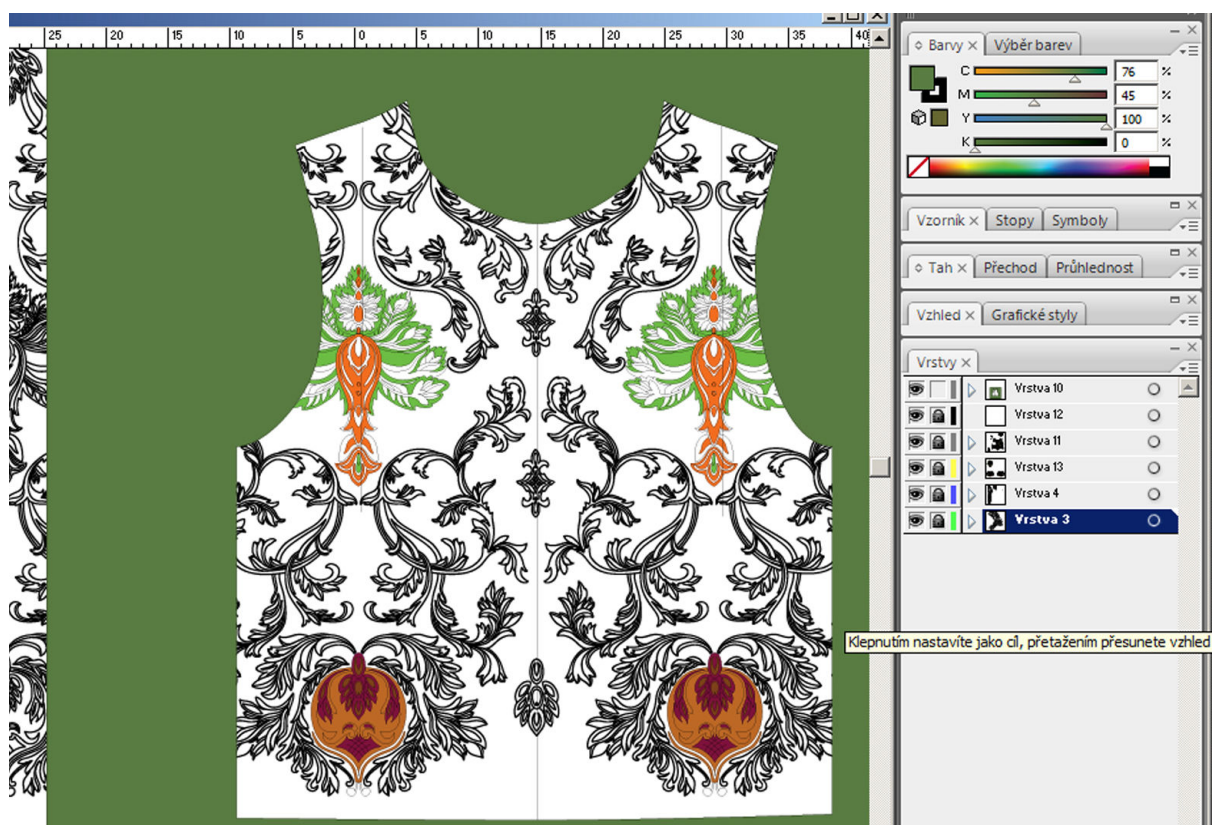 25 20 15 10 5 0 5 10 15 20 25 30 35 40
Barvy × Výběr barev
C 76 %
M 45 %
Y 100 %
K 0 %
Vzorník × Stopy Symboly
Tah × Přechod Průhlednost
Vzhled × Grafické styly
Vrstvy ×
Vrstva 10
Vrstva 12
Vrstva 11
Vrstva 13
Vrstva 4
Vrstva 3
Klepnutím nastavíte jako cíl, přetažením přesunete vzhled